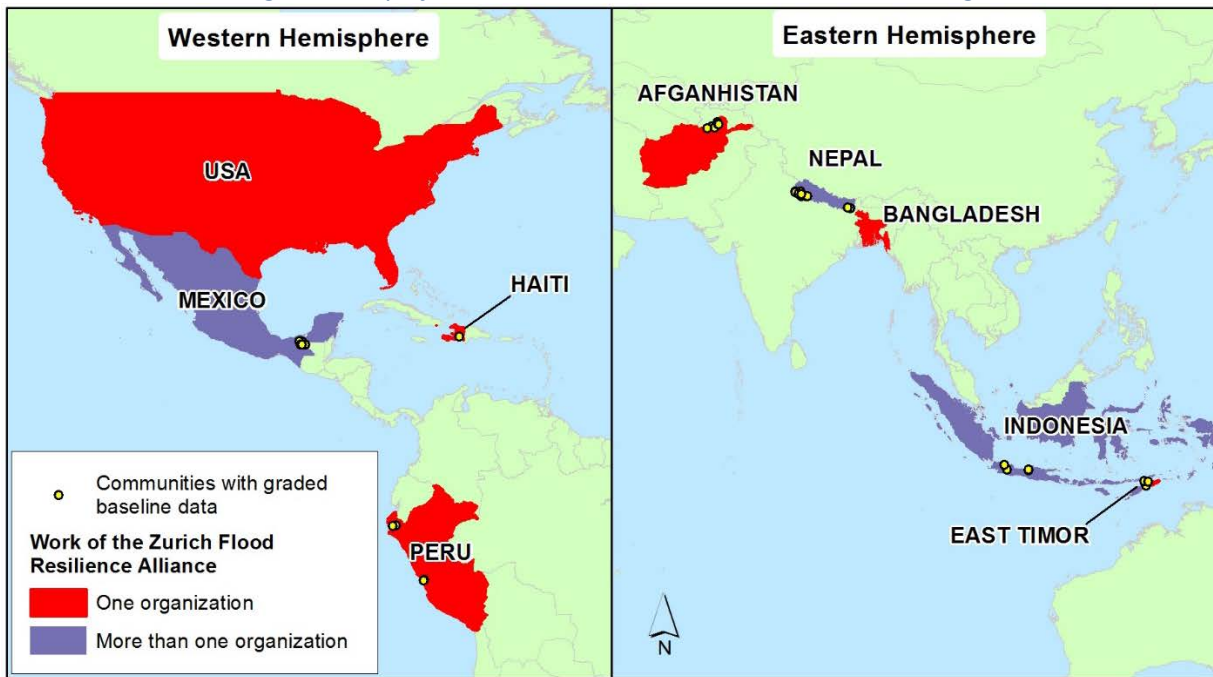 Western Hemisphere
USA
MEXICO
HAITI
PERU
Communities with graded
baseline data
Work of the Zurich Flood
Resilience Alliance
One organization
More than one organization
Eastern Hemisphere
AFGANHISTAN
NEPAL
BANGLADESH
INDONESIA
EAST TIMOR
N